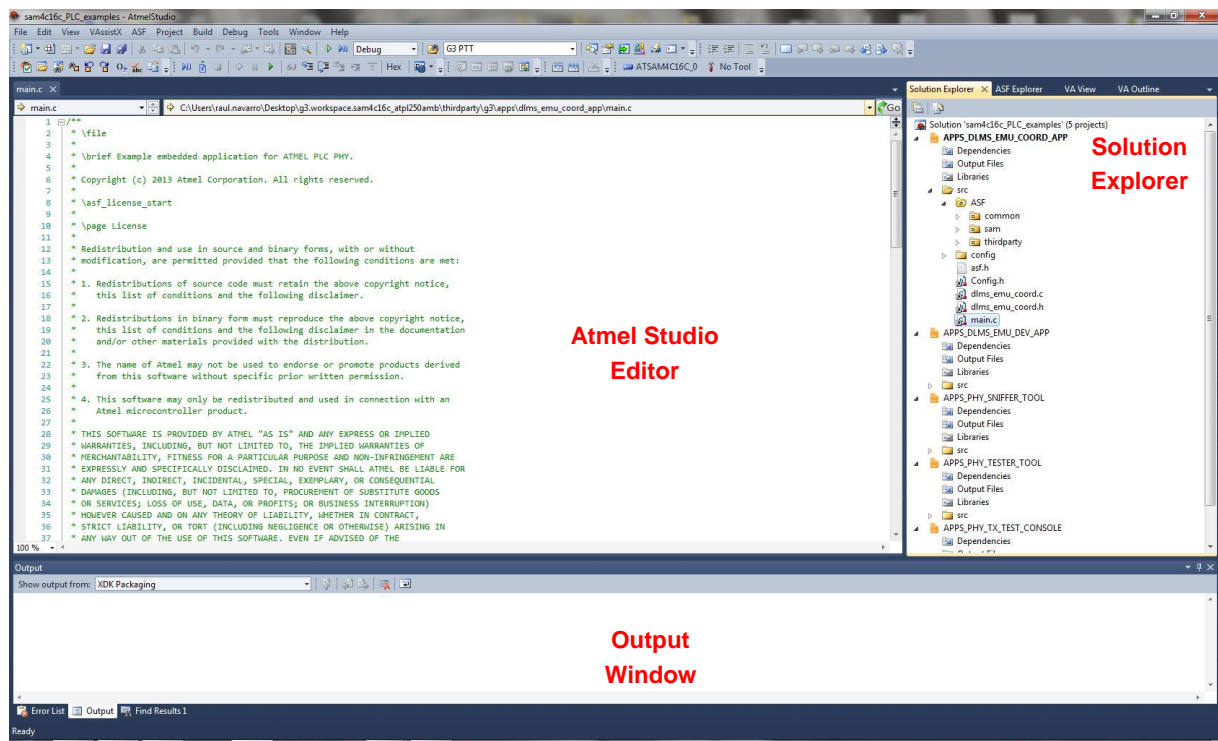 sam4c16c_PLC_examples - AtmelStudio
File Edit View VAssistX ASF Project Build Debug Tools Window Help
Debug G3 PTT
Hex ATSAM4C16C_0 No Tool
main.c
main.c C:\Users\raul.navarro\Desktop\g3.workspace.sam4c16c_atpl250amb\thirdparty\g3\apps\dlms_emu_coord_app\main.c Go
1 /**
2 * \file
3 *
4 * \brief Example embedded application for ATMEL PLC PHY.
5 *
6 * Copyright (c) 2013 Atmel Corporation. All rights reserved.
7 *
8 * \asf_license_start
9 *
10 * \page License
11 *
12 * Redistribution and use in source and binary forms, with or without
13 * modification, are permitted provided that the following conditions are met:
14 *
15 * 1. Redistributions of source code must retain the above copyright notice,
16 * this list of conditions and the following disclaimer.
17 *
18 * 2. Redistributions in binary form must reproduce the above copyright notice,
19 * this list of conditions and the following disclaimer in the documentation
20 * and/or other materials provided with the distribution.
21 *
22 * 3. The name of Atmel may not be used to endorse or promote products derived
23 * from this software without specific prior written permission.
24 *
25 * 4. This software may only be redistributed and used in connection with an
26 * Atmel microcontroller product.
27 *
28 * THIS SOFTWARE IS PROVIDED BY ATMEL "AS IS" AND ANY EXPRESS OR IMPLIED
29 * WARRANTIES, INCLUDING, BUT NOT LIMITED TO, THE IMPLIED WARRANTIES OF
30 * MERCHANTABILITY, FITNESS FOR A PARTICULAR PURPOSE AND NON-INFRINGEMENT ARE
31 * EXPRESSLY AND SPECIFICALLY DISCLAIMED. IN NO EVENT SHALL ATMEL BE LIABLE FOR
32 * ANY DIRECT, INDIRECT, INCIDENTAL, SPECIAL, EXEMPLARY, OR CONSEQUENTIAL
33 * DAMAGES (INCLUDING, BUT NOT LIMITED TO, PROCUREMENT OF SUBSTITUTE GOODS
34 * OR SERVICES; LOSS OF USE, DATA, OR PROFITS; OR BUSINESS INTERRUPTION)
35 * HOWEVER CAUSED AND ON ANY THEORY OF LIABILITY, WHETHER IN CONTRACT,
36 * STRICT LIABILITY, OR TORT (INCLUDING NEGLIGENCE OR OTHERWISE) ARISING IN
37 * ANY WAY OUT OF THE USE OF THIS SOFTWARE, EVEN IF ADVISED OF THE
100 %
Atmel Studio
Editor
Solution Explorer ASF Explorer VA View VA Outline
Solution 'sam4c16c_PLC_examples' (5 projects)
APPS_DLMS_EMU_COORD_APP
Dependencies
Output Files
Libraries
src
ASF
common
sam
thirdparty
config
asf.h
Config.h
dlms_emu_coord.c
dlms_emu_coord.h
main.c
APPS_DLMS_EMU_DEV_APP
Dependencies
Output Files
Libraries
src
APPS_PHY_SNIFFER_TOOL
Dependencies
Output Files
Libraries
src
APPS_PHY_TESTER_TOOL
Dependencies
Output Files
Libraries
src
APPS_PHY_TX_TEST_CONSOLE
Dependencies
Solution
Explorer
Output
Show output from: XDK Packaging
Output
Window
Error List Output Find Results 1
Ready